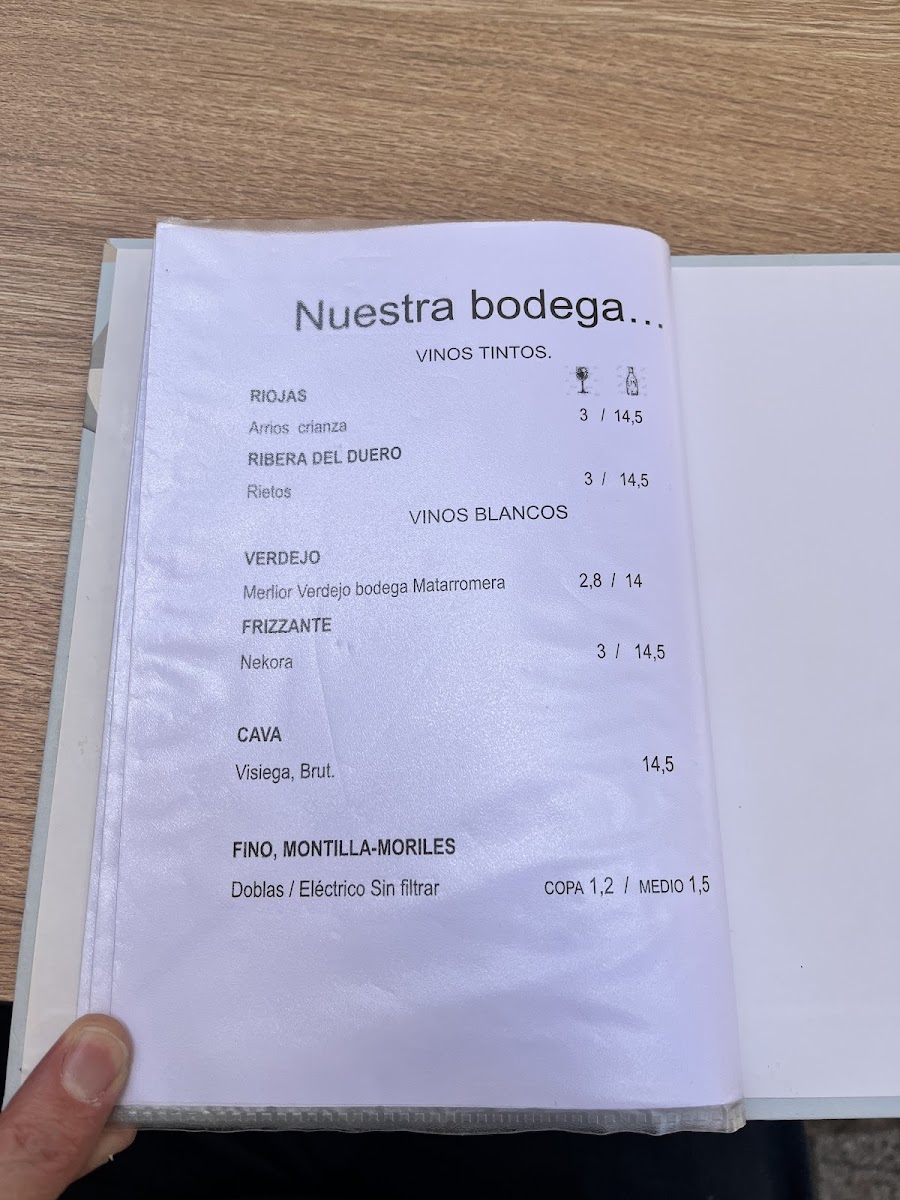 Nuestra bodega...
VINOS TINTOS.
RIOJAS
Arrios crianza 3 / 14,5
RIBERA DEL DUERO
Rietos 3 / 14,5
VINOS BLANCOS
VERDEJO
Merlior Verdejo bodega Matarromera 2,8 / 14
FRIZZANTE
Nekora 3 / 14,5
CAVA
Visiega, Brut. 14,5
FINO, MONTILLA-MORILES
Doblas / Eléctrico Sin filtrar COPA 1,2 / MEDIO 1,5